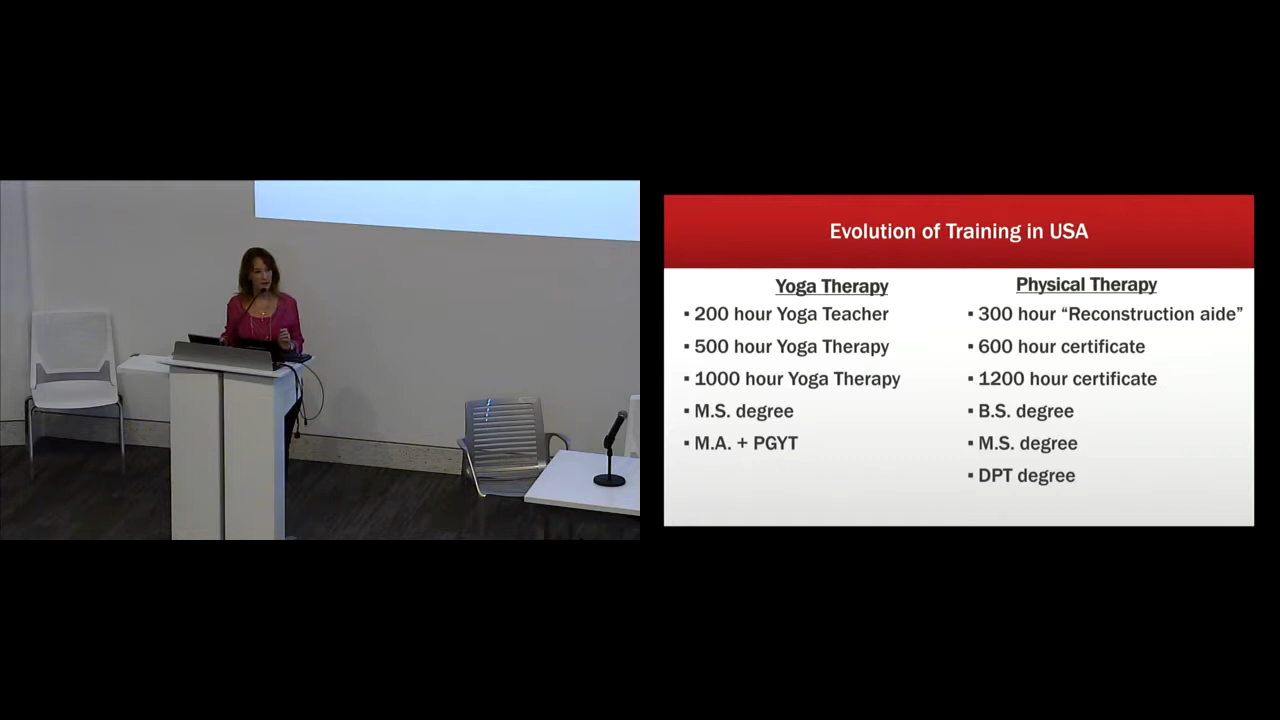 Evolution of Training in USA
Yoga Therapy
▪ 200 hour Yoga Teacher
▪ 500 hour Yoga Therapy
▪ 1000 hour Yoga Therapy
▪ M.S. degree
▪ M.A. + PGYT
Physical Therapy
▪ 300 hour “Reconstruction aide”
▪ 600 hour certificate
▪ 1200 hour certificate
▪ B.S. degree
▪ M.S. degree
▪ DPT degree